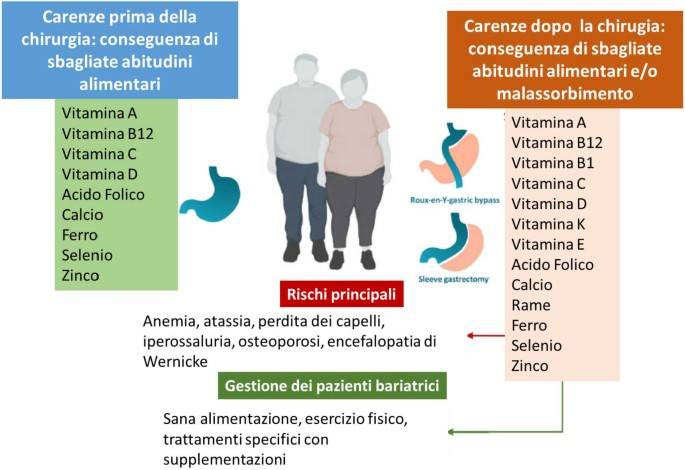 Carenze prima della
chirurgia: conseguenza di
sbagliate abitudini
alimentari
Vitamina A
Vitamina B12
Vitamina C
Vitamina D
Acido Folico
Calcio
Ferro
Selenio
Zinco
Carenze dopo la chirugia:
conseguenza di sbagliate
abitudini alimentari e/o
malassorbimento
Vitamina A
Vitamina B12
Vitamina B1
Vitamina C
Vitamina D
Vitamina K
Vitamina E
Acido Folico
Calcio
Rame
Ferro
Selenio
Zinco
Roux-en-Y-gastric bypass
Sleeve gastrectomy
Rischi principali
Anemia, atassia, perdita dei capelli,
iperossaluria, osteoporosi, encefalopatia di
Wernicke
Gestione dei pazienti bariatrici
Sana alimentazione, esercizio fisico,
trattamenti specifici con
supplementazioni